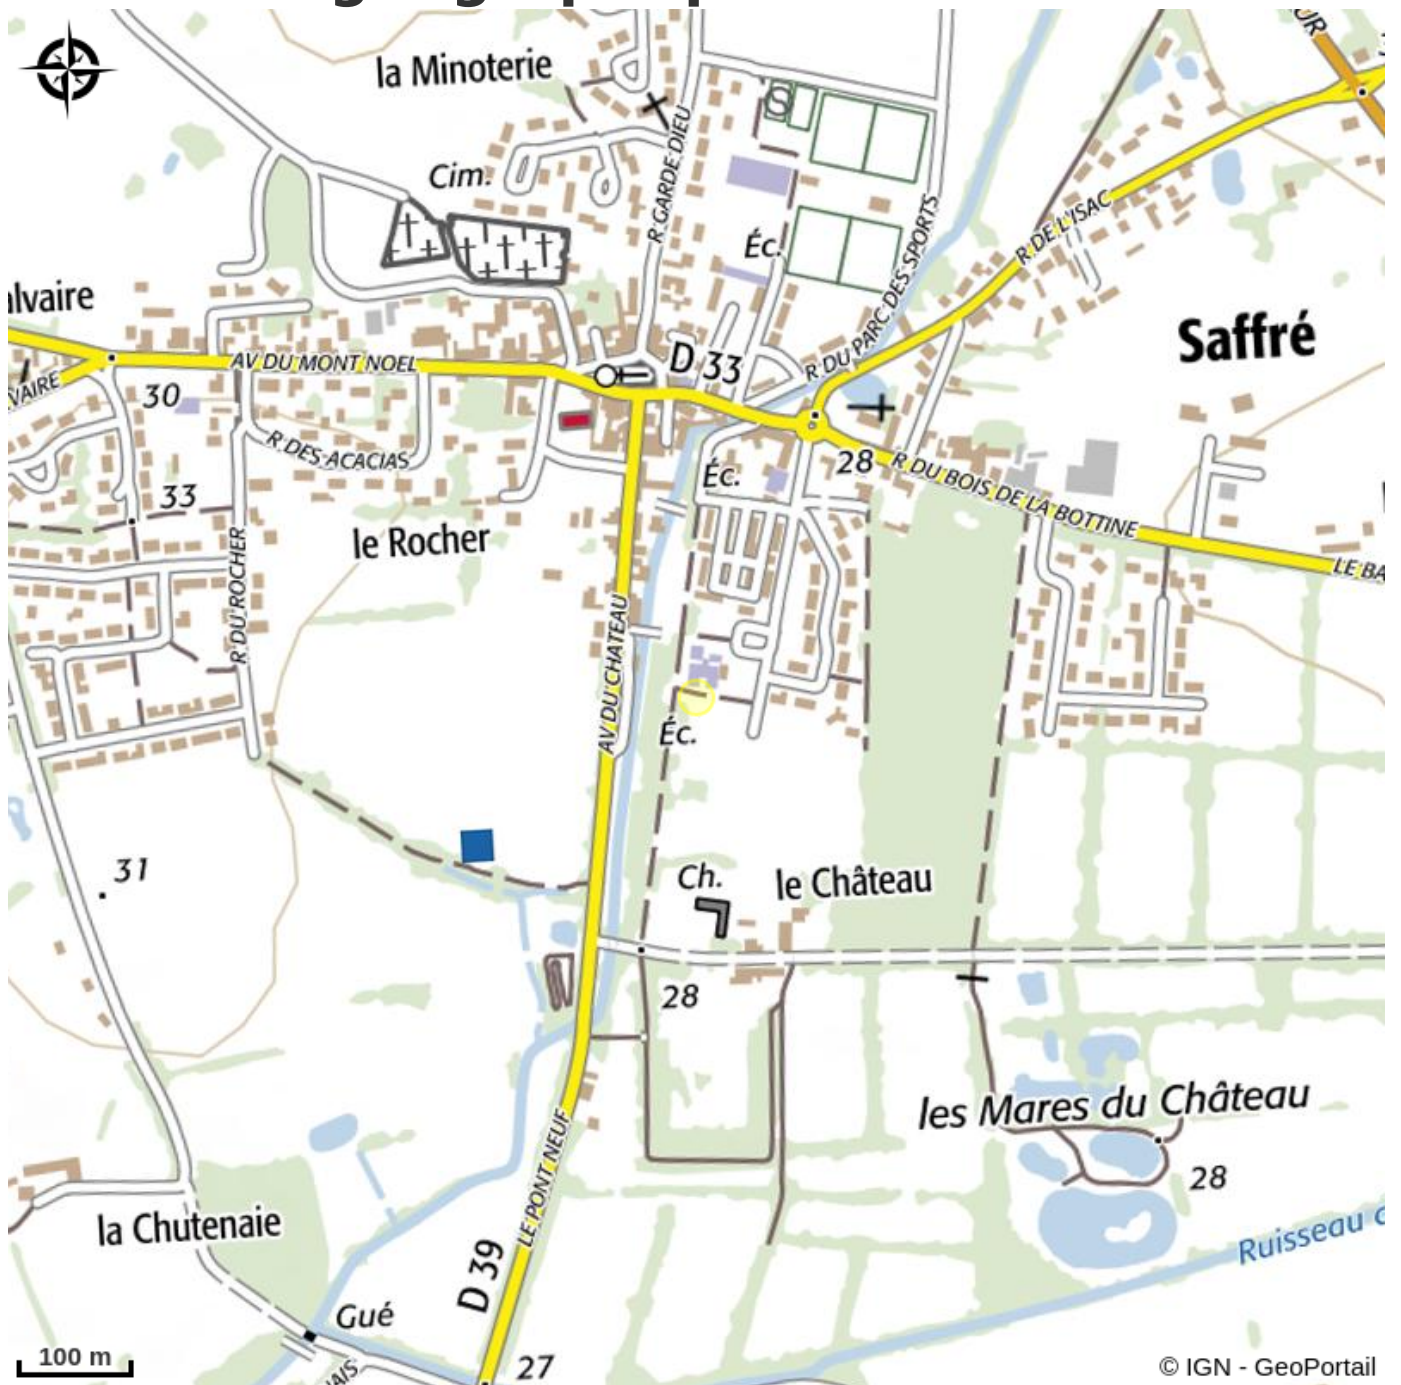 la Minoterie
UR
R GARDE DIEU
Cim.
Éc.
R DU PARC DES SPORTS
R DE L'ISAC
alvaire
Saffré
D 33
AV DU MONT NOEL
VAIRE
30
R DES ACACIAS
28
R DU BOIS DE LA BOTTINE
Éc.
33
le Rocher
R DU ROCHER
LE BA
AV DU CHATEAU
Éc.
31
Ch.
le Château
28
les Mares du Château
28
LE PONT NEUF
la Chutenaie
Ruisseau
D 39
Gué
NAIS
27
100 m
© IGN - GeoPortail